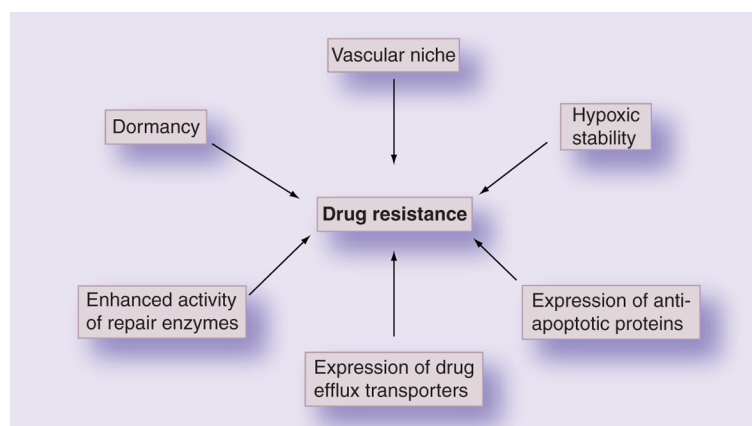 Vascular niche
Dormancy
Hypoxic
stability
Drug resistance
Enhanced activity
of repair enzymes
Expression of anti-
apoptotic proteins
Expression of drug
efflux transporters